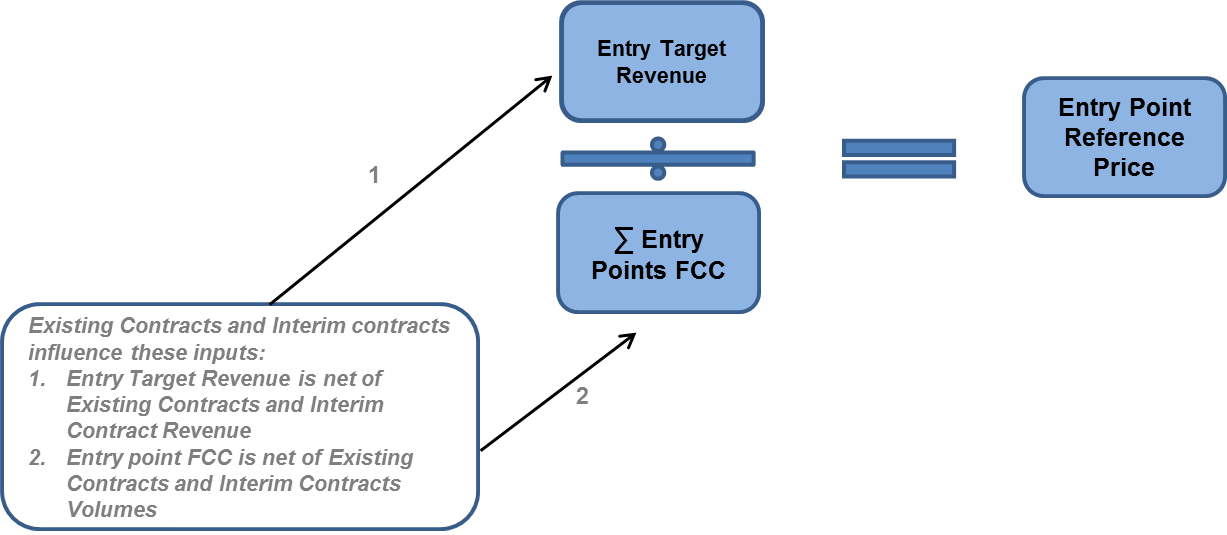 Entry Target
Revenue
Entry Point
Reference
Price
1
∑ Entry
Points FCC
Existing Contracts and Interim contracts
influence these inputs:
1. Entry Target Revenue is net of
Existing Contracts and Interim
Contract Revenue
2. Entry point FCC is net of Existing
Contracts and Interim Contracts
Volumes
2